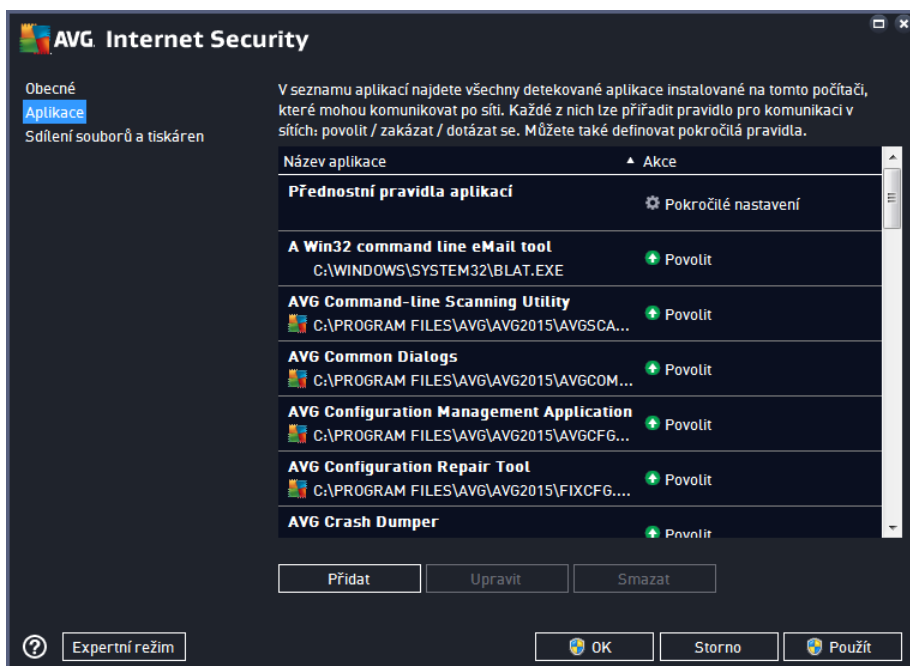 AVG Internet Security
Obecné
Aplikace
Sdílení souborů a tiskáren
V seznamu aplikací najdete všechny detekované aplikace instalované na tomto počítači,
které mohou komunikovat po síti. Každé z nich lze přiřadit pravidlo pro komunikaci v
sítích: povolit / zakázat / dotázat se. Můžete také definovat pokročilá pravidla.
Název aplikace Akce
Přednostní pravidla aplikací
Pokročilé nastavení
A Win32 command line eMail tool
C:\WINDOWS\SYSTEM32\BLAT.EXE
Povolit
AVG Command-line Scanning Utility
C:\PROGRAM FILES\AVG\AVG2015\AVGSCA...
Povolit
AVG Common Dialogs
C:\PROGRAM FILES\AVG\AVG2015\AVGCOM...
Povolit
AVG Configuration Management Application
C:\PROGRAM FILES\AVG\AVG2015\AVGCFG...
Povolit
AVG Configuration Repair Tool
C:\PROGRAM FILES\AVG\AVG2015\FIXCFG....
Povolit
AVG Crash Dumper
Povolit
Přidat Upravit Smazat
? Expertní režim OK Storno Použít